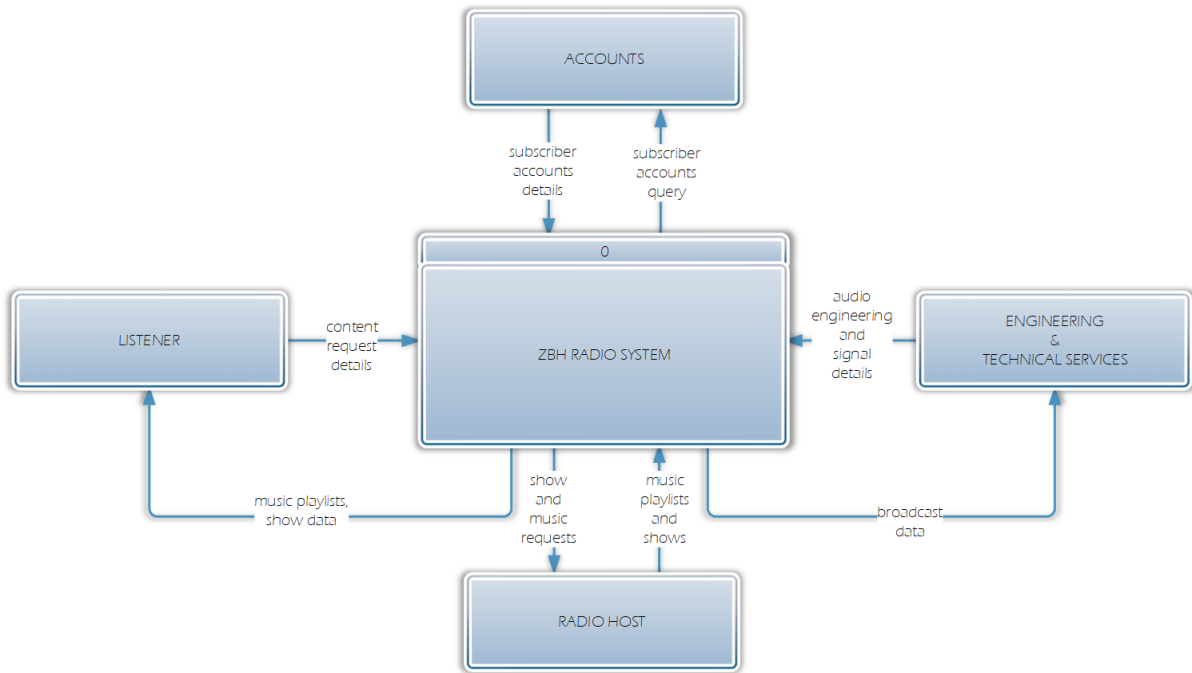 ACCOUNTS
subscriber
accounts
details
subscriber
accounts
query
0
ZBH RADIO SYSTEM
LISTENER
content
request
details
audio
engineering
and
signal
details
ENGINEERING
&
TECHNICAL SERVICES
music playlists,
show data
show
and
music
requests
music
playlists
and
shows
broadcast
data
RADIO HOST